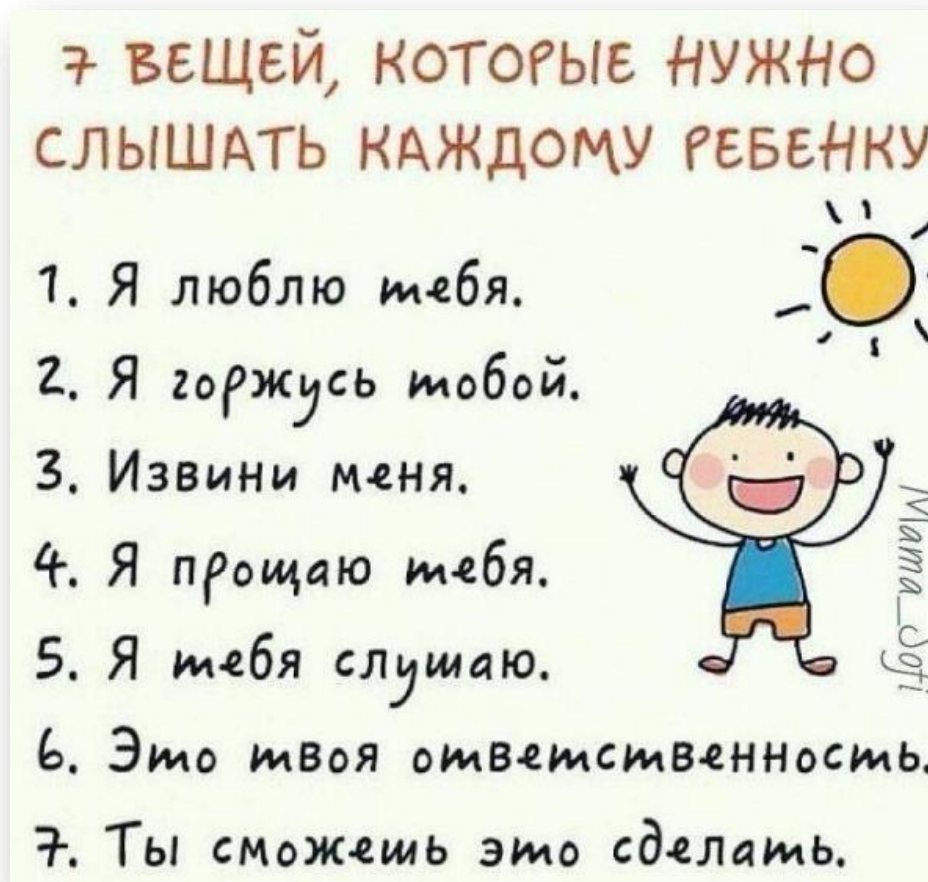 7 ВЕЩЕЙ, КОТОРЫЕ НУЖНО
СЛЫШАТЬ КАЖДОМУ РЕБЕНКУ
1. Я люблю тебя.
2. Я горжусь тобой.
3. Извини меня.
4. Я прощаю тебя.
5. Я тебя слушаю.
6. Это твоя ответственность.
7. Ты сможешь это сделать.
Mama_Sofi